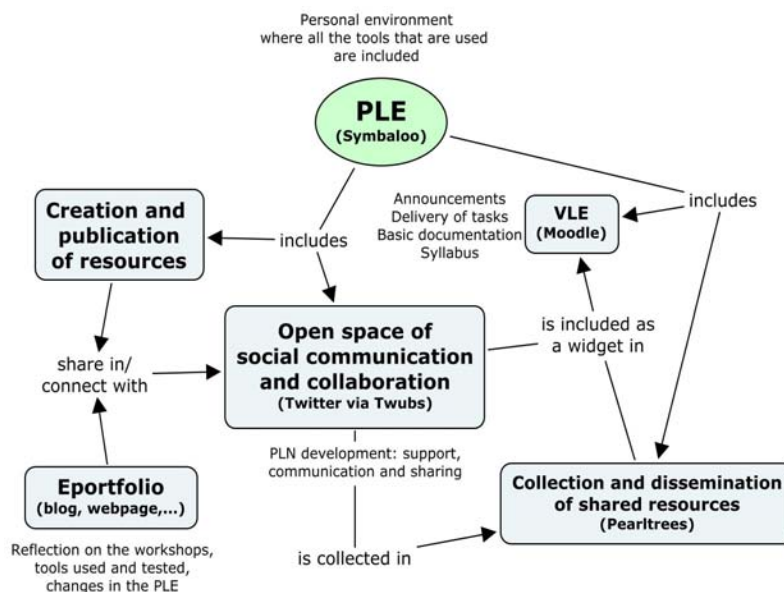 Personal environment
where all the tools that are used
are included
PLE
(Symbaloo)
Creation and
publication
of resources
includes
Announcements
Delivery of tasks
Basic documentation
Syllabus
VLE
(Moodle)
includes
share in/
connect with
Open space of
social communication
and collaboration
(Twitter via Twubs)
is included as
a widget in
PLN development: support,
communication and sharing
Eportfolio
(blog, webpage,...)
Reflection on the workshops,
tools used and tested,
changes in the PLE
is collected in
Collection and dissemination
of shared resources
(Pearltrees)